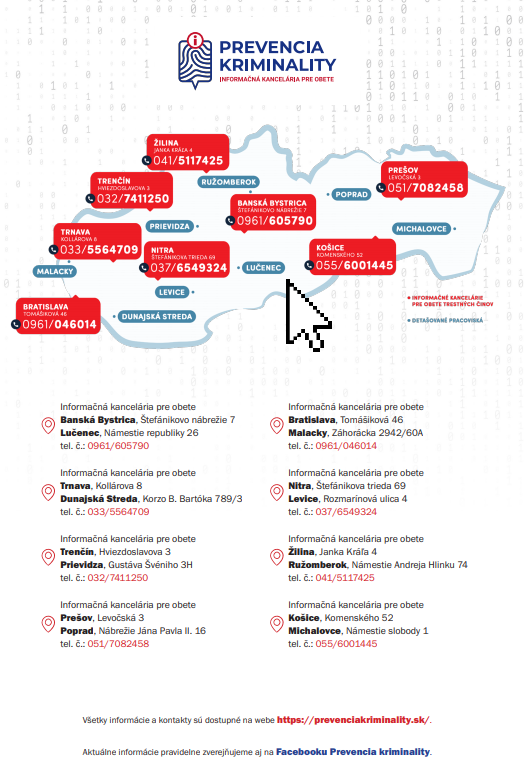 PREVENCIA
KRIMINALITY
INFORMAČNÁ KANCELÁRIA PRE OBETE
ŽILINA
JANKA KRÁĽA 4
041/5117425
TRENČÍN
HVIEZDOSLAVOVA 3
032/7411250
RUŽOMBEROK
PREŠOV
LEVOČSKÁ 3
051/7082458
POPRAD
BANSKÁ BYSTRICA
ŠTEFÁNIKOVO NÁBREŽIE 7
0961/605790
PRIEVIDZA
MICHALOVCE
TRNAVA
KOLLÁROVA 8
033/5564709
NITRA
ŠTEFÁNIKOVA TRIEDA 69
037/6549324
KOŠICE
KOMENSKÉHO 52
055/6001445
MALACKY
LUČENEC
LEVICE
BRATISLAVA
TOMÁŠIKOVÁ 46
0961/046014
DUNAJSKÁ STREDA
INFORMAČNÉ KANCELÁRIE
PRE OBETE TRESTNÝCH ČINOV
DETAŠOVANÉ PRACOVISKÁ
Informačná kancelária pre obete
Banská Bystrica, Štefánikovo nábrežie 7
Lučenec, Námestie republiky 26
tel. č.: 0961/605790
Informačná kancelária pre obete
Bratislava, Tomášiková 46
Malacky, Záhorácka 2942/60A
tel. č.: 0961/046014
Informačná kancelária pre obete
Trnava, Kollárova 8
Dunajská Streda, Korzo B. Bartóka 789/3
tel. č.: 033/5564709
Informačná kancelária pre obete
Nitra, Štefánikova trieda 69
Levice, Rozmarínová ulica 4
tel. č.: 037/6549324
Informačná kancelária pre obete
Trenčín, Hviezdoslavova 3
Prievidza, Gustáva Švéniho 3H
tel. č.: 032/7411250
Informačná kancelária pre obete
Žilina, Janka Kráľa 4
Ružomberok, Námestie Andreja Hlinku 74
tel. č.: 041/5117425
Informačná kancelária pre obete
Prešov, Levočská 3
Poprad, Nábrežie Jána Pavla II. 16
tel. č.: 051/7082458
Informačná kancelária pre obete
Košice, Komenského 52
Michalovce, Námestie slobody 1
tel. č.: 055/6001445
Všetky informácie a kontakty sú dostupné na webe https://prevenciakriminality.sk/.
Aktuálne informácie pravidelne zverejňujeme aj na Facebooku Prevencia kriminality.